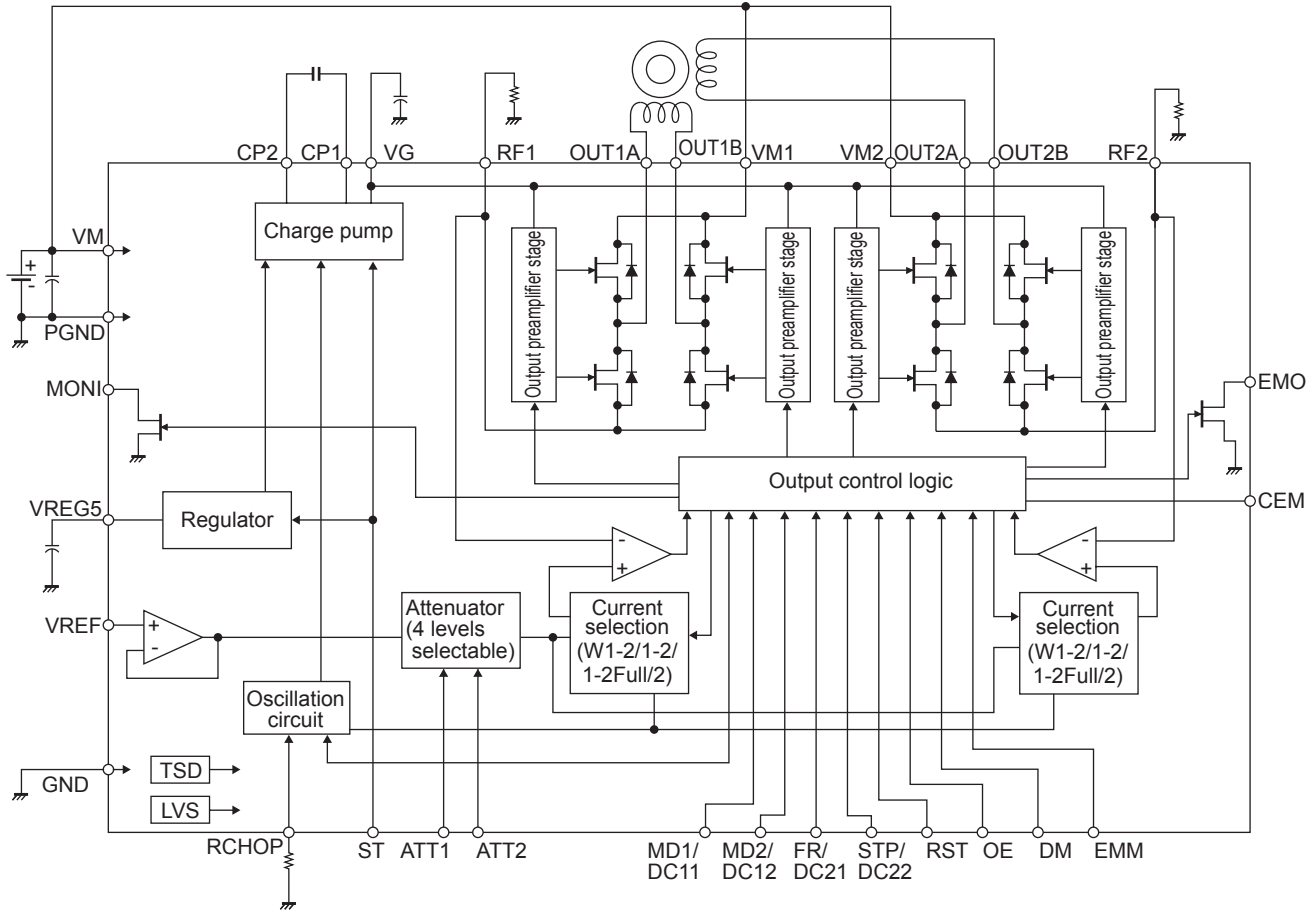 CP2
CP1
VG
RF1
OUT1A
OUT1B
VM1
VM2
OUT2A
OUT2B
RF2
Charge pump
VM
+
-
PGND
Output preamplifier stage
Output preamplifier stage
Output preamplifier stage
Output preamplifier stage
MONI
EMO
Output control logic
CEM
VREG5
Regulator
-
+
-
+
VREF
+
-
Attenuator
(4 levels
selectable)
Current
selection
(W1-2/1-2/
1-2Full/2)
Current
selection
(W1-2/1-2/
1-2Full/2)
Oscillation
circuit
GND
TSD
LVS
RCHOP
ST
ATT1
ATT2
MD1/
DC11
MD2/
DC12
FR/
DC21
STP/
DC22
RST
OE
DM
EMM